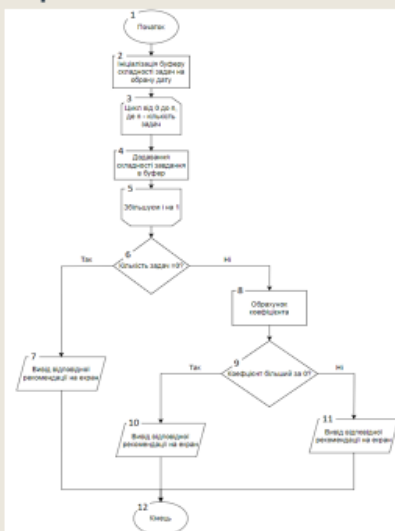 1
Початок
2
Ініціалізація буферу
складності задач на
обрану дату
3
Цикл від 0 до n,
де n - кількість
задач
4
Додавання
складності завдання
в буфер
5
Збільшуєм і на 1
6
Так
Кількість задач =0?
Ні
8
Обрахунок
коефіцієнта
7
Вивід відповідної
рекомендації на екран
9
Так
Коефіцієнт більший за 0?
Ні
10
Вивід відповідної
рекомендації на екран
11
Вивід відповідної
рекомендації на екран
12
Кінець